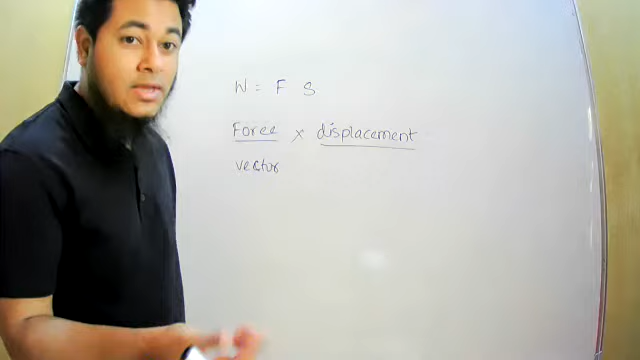 W = F S
Force × displacement
vector